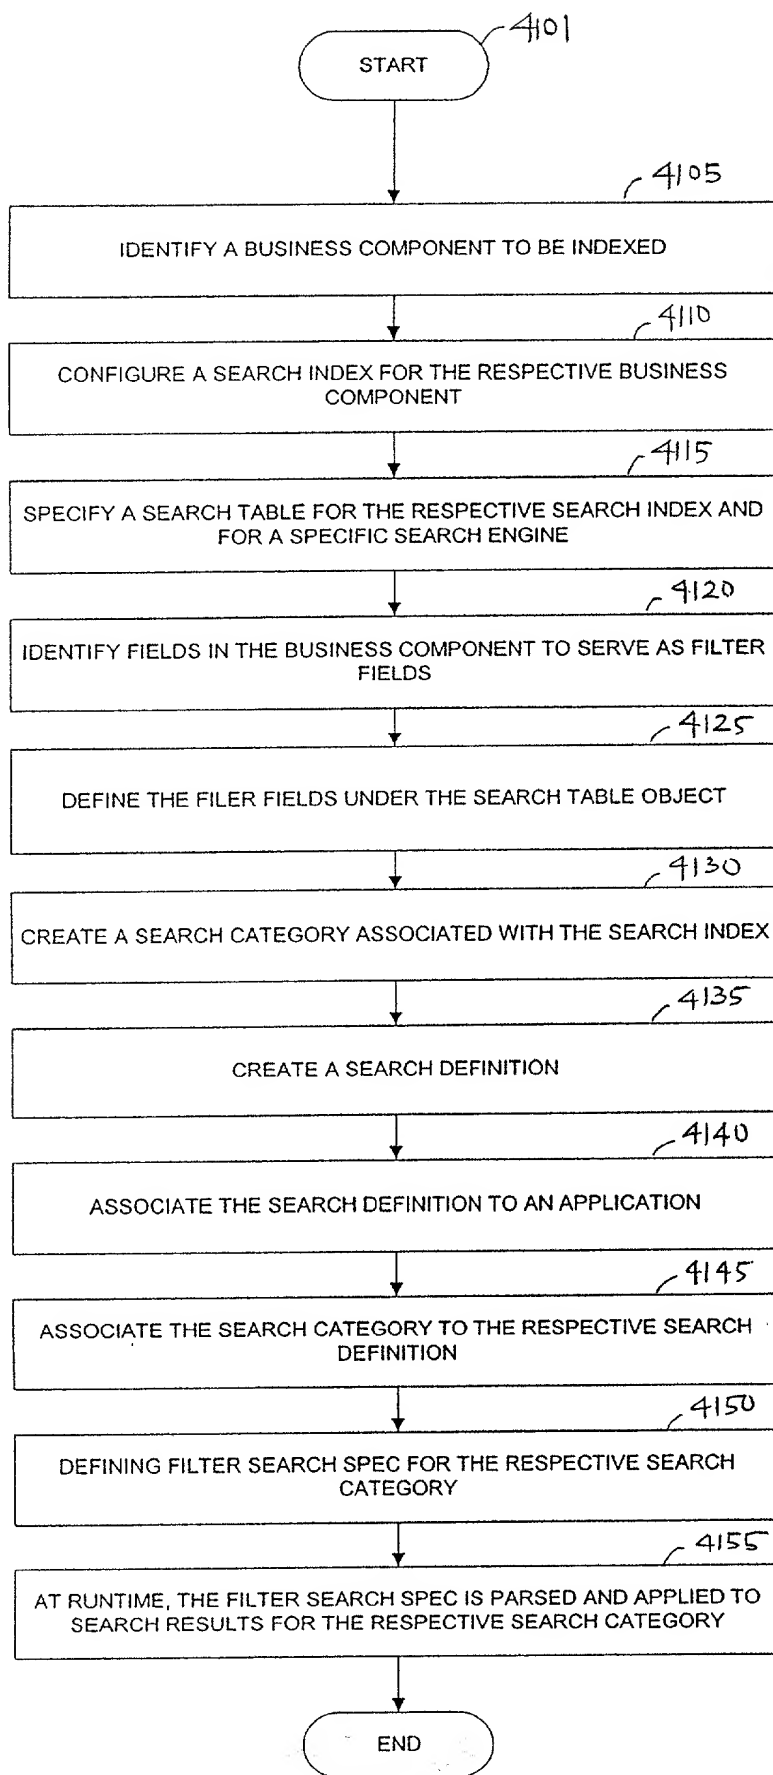 4101
START
4105
IDENTIFY A BUSINESS COMPONENT TO BE INDEXED
4110
CONFIGURE A SEARCH INDEX FOR THE RESPECTIVE BUSINESS
COMPONENT
4115
SPECIFY A SEARCH TABLE FOR THE RESPECTIVE SEARCH INDEX AND
FOR A SPECIFIC SEARCH ENGINE
4120
IDENTIFY FIELDS IN THE BUSINESS COMPONENT TO SERVE AS FILTER
FIELDS
4125
DEFINE THE FILER FIELDS UNDER THE SEARCH TABLE OBJECT
4130
CREATE A SEARCH CATEGORY ASSOCIATED WITH THE SEARCH INDEX
4135
CREATE A SEARCH DEFINITION
4140
ASSOCIATE THE SEARCH DEFINITION TO AN APPLICATION
4145
ASSOCIATE THE SEARCH CATEGORY TO THE RESPECTIVE SEARCH
DEFINITION
4150
DEFINING FILTER SEARCH SPEC FOR THE RESPECTIVE SEARCH
CATEGORY
4155
AT RUNTIME, THE FILTER SEARCH SPEC IS PARSED AND APPLIED TO
SEARCH RESULTS FOR THE RESPECTIVE SEARCH CATEGORY
END